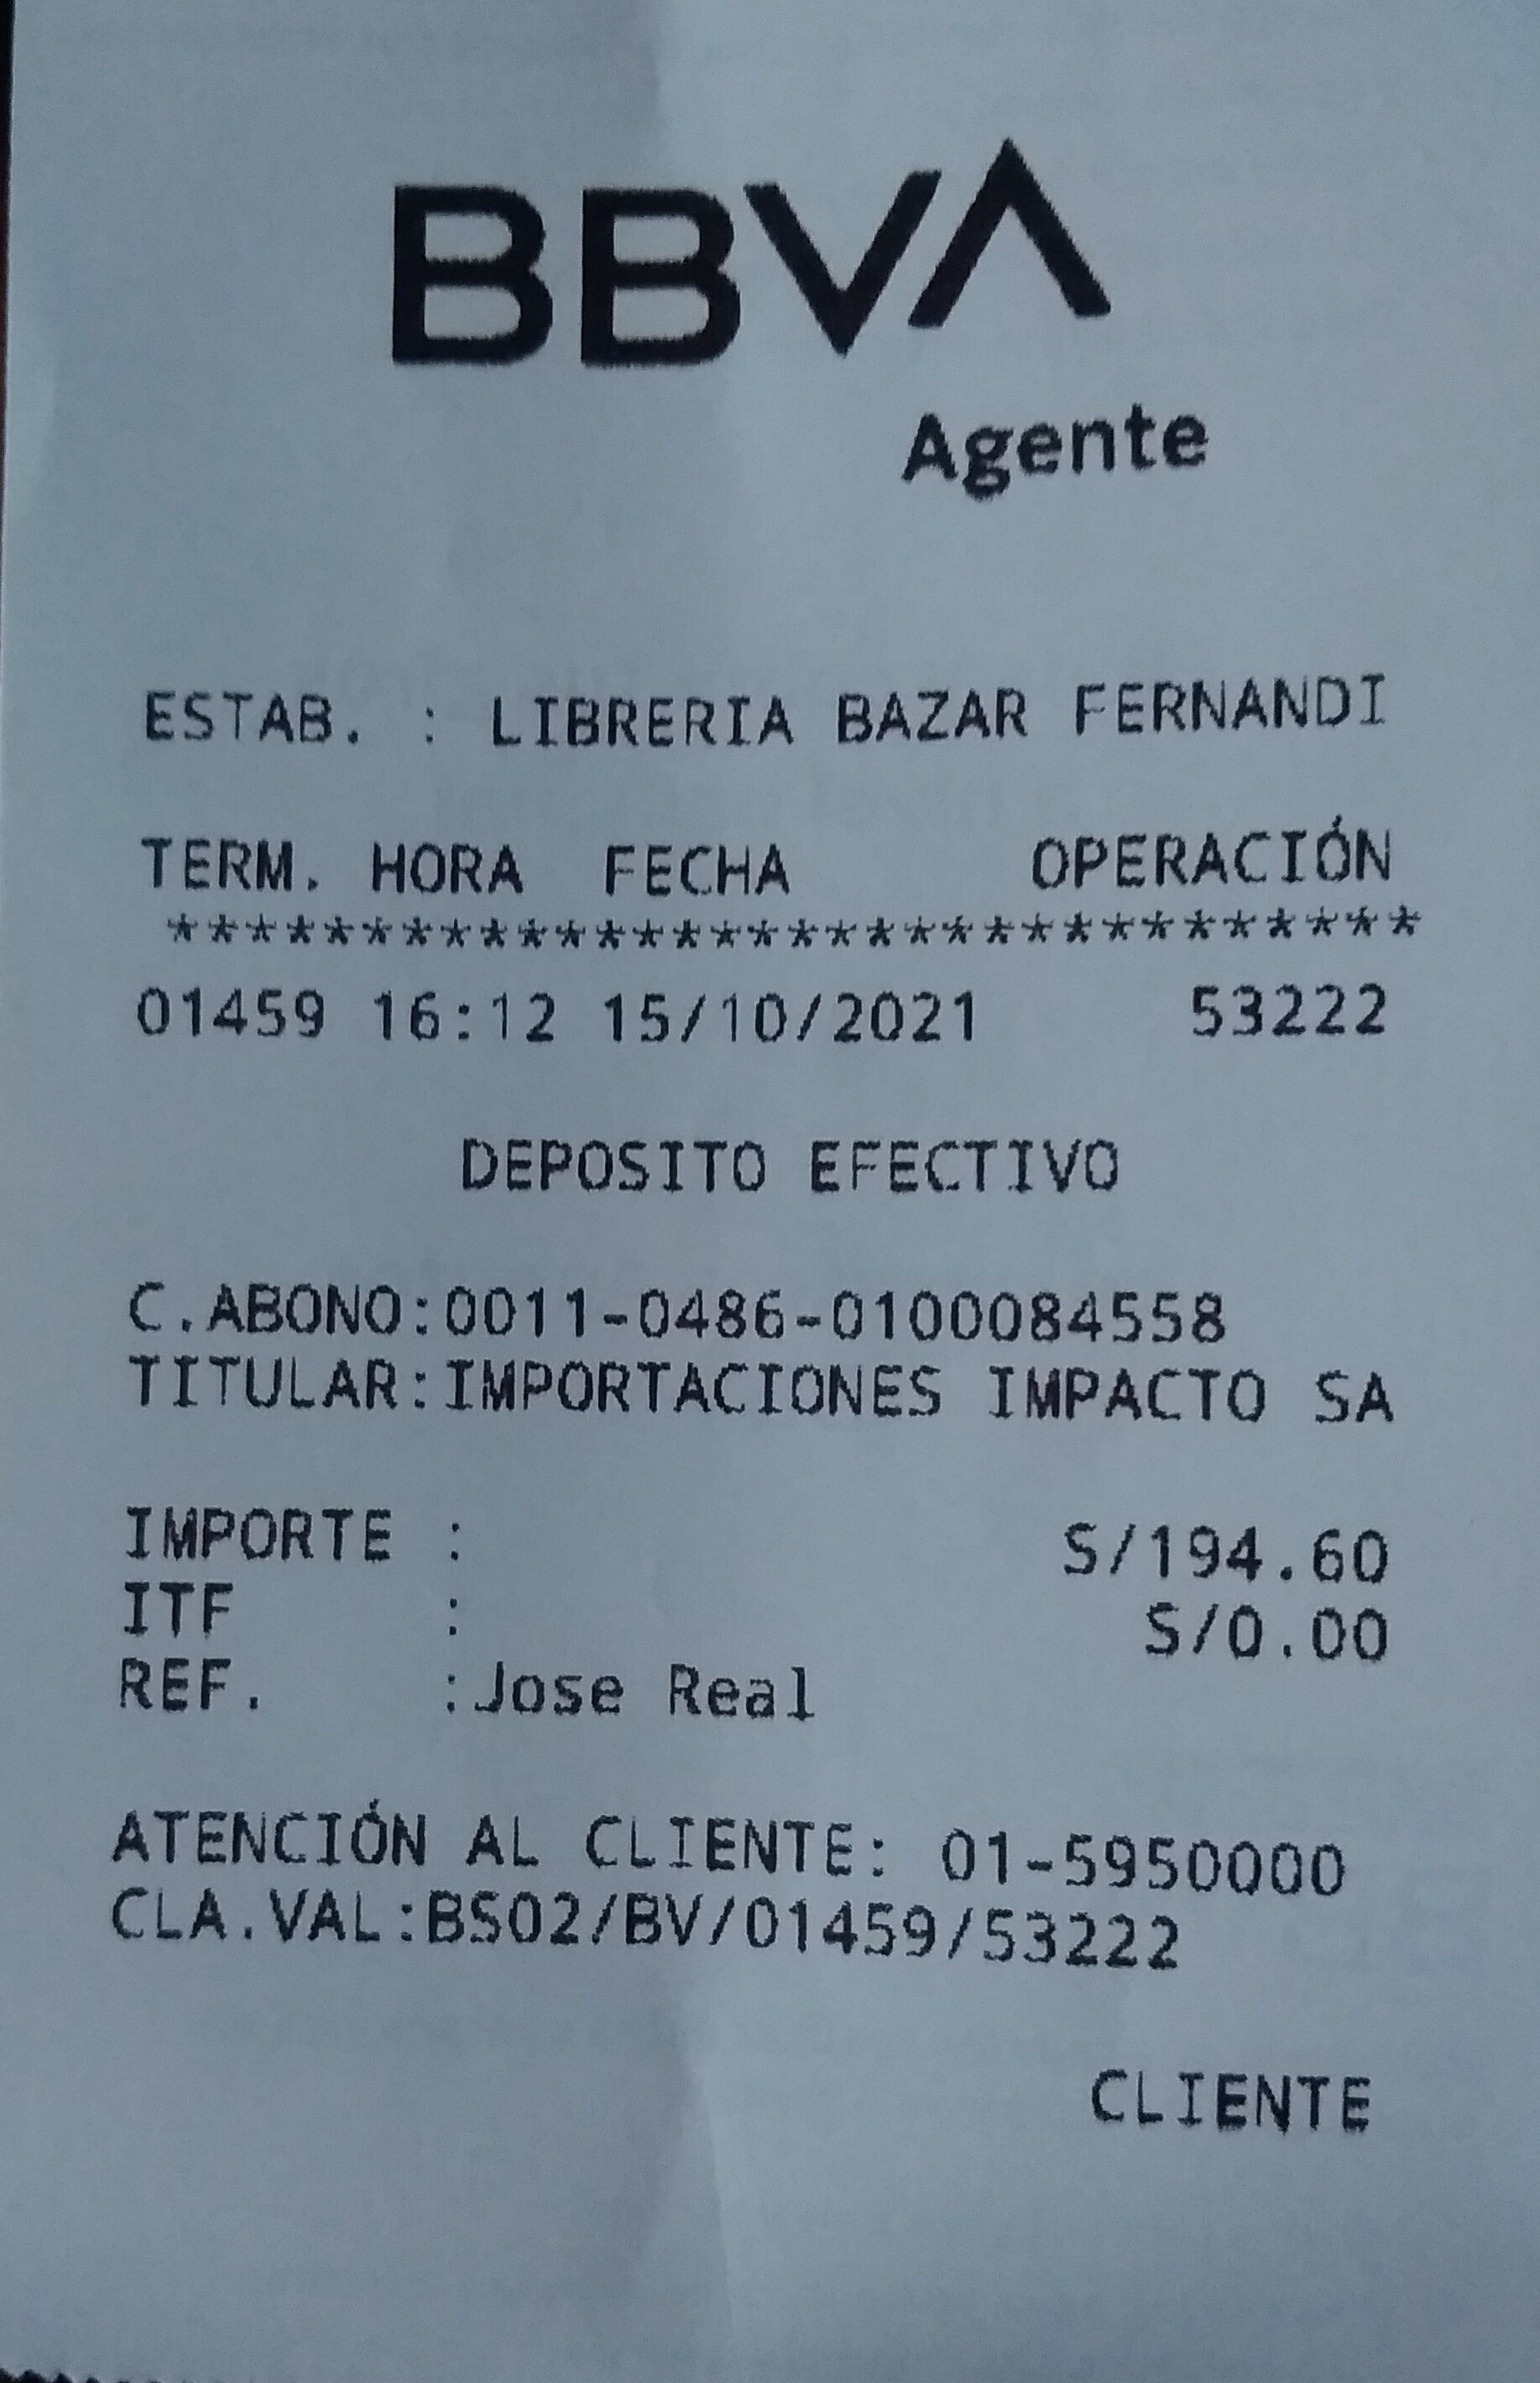 BBVA
Agente
ESTAB. : LIBRERIA BAZAR FERNANDI
TERM. HORA FECHA OPERACIÓN
********************************
01459 16:12 15/10/2021 53222
DEPOSITO EFECTIVO
C.ABONO:0011-0486-0100084558
TITULAR:IMPORTACIONES IMPACTO SA
IMPORTE : S/194.60
ITF : S/0.00
REF. :Jose Real
ATENCIÓN AL CLIENTE: 01-5950000
CLA.VAL:BS02/BV/01459/53222
CLIENTE